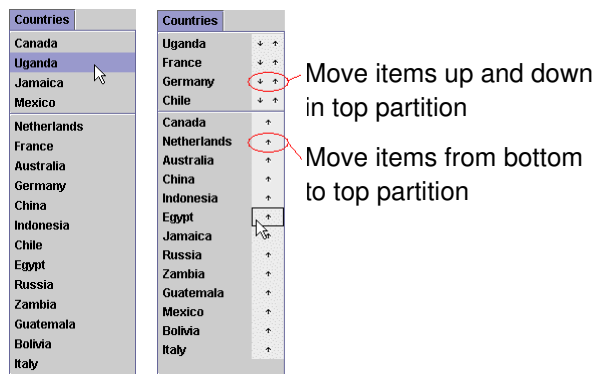 Countries
Canada
Uganda
Jamaica
Mexico
Netherlands
France
Australia
Germany
China
Indonesia
Chile
Egypt
Russia
Zambia
Guatemala
Bolivia
Italy
Countries
Uganda
France
Germany
Chile
Canada
Netherlands
Australia
China
Indonesia
Egypt
Jamaica
Russia
Zambia
Guatemala
Mexico
Bolivia
Italy
Move items up and down
in top partition
Move items from bottom
to top partition